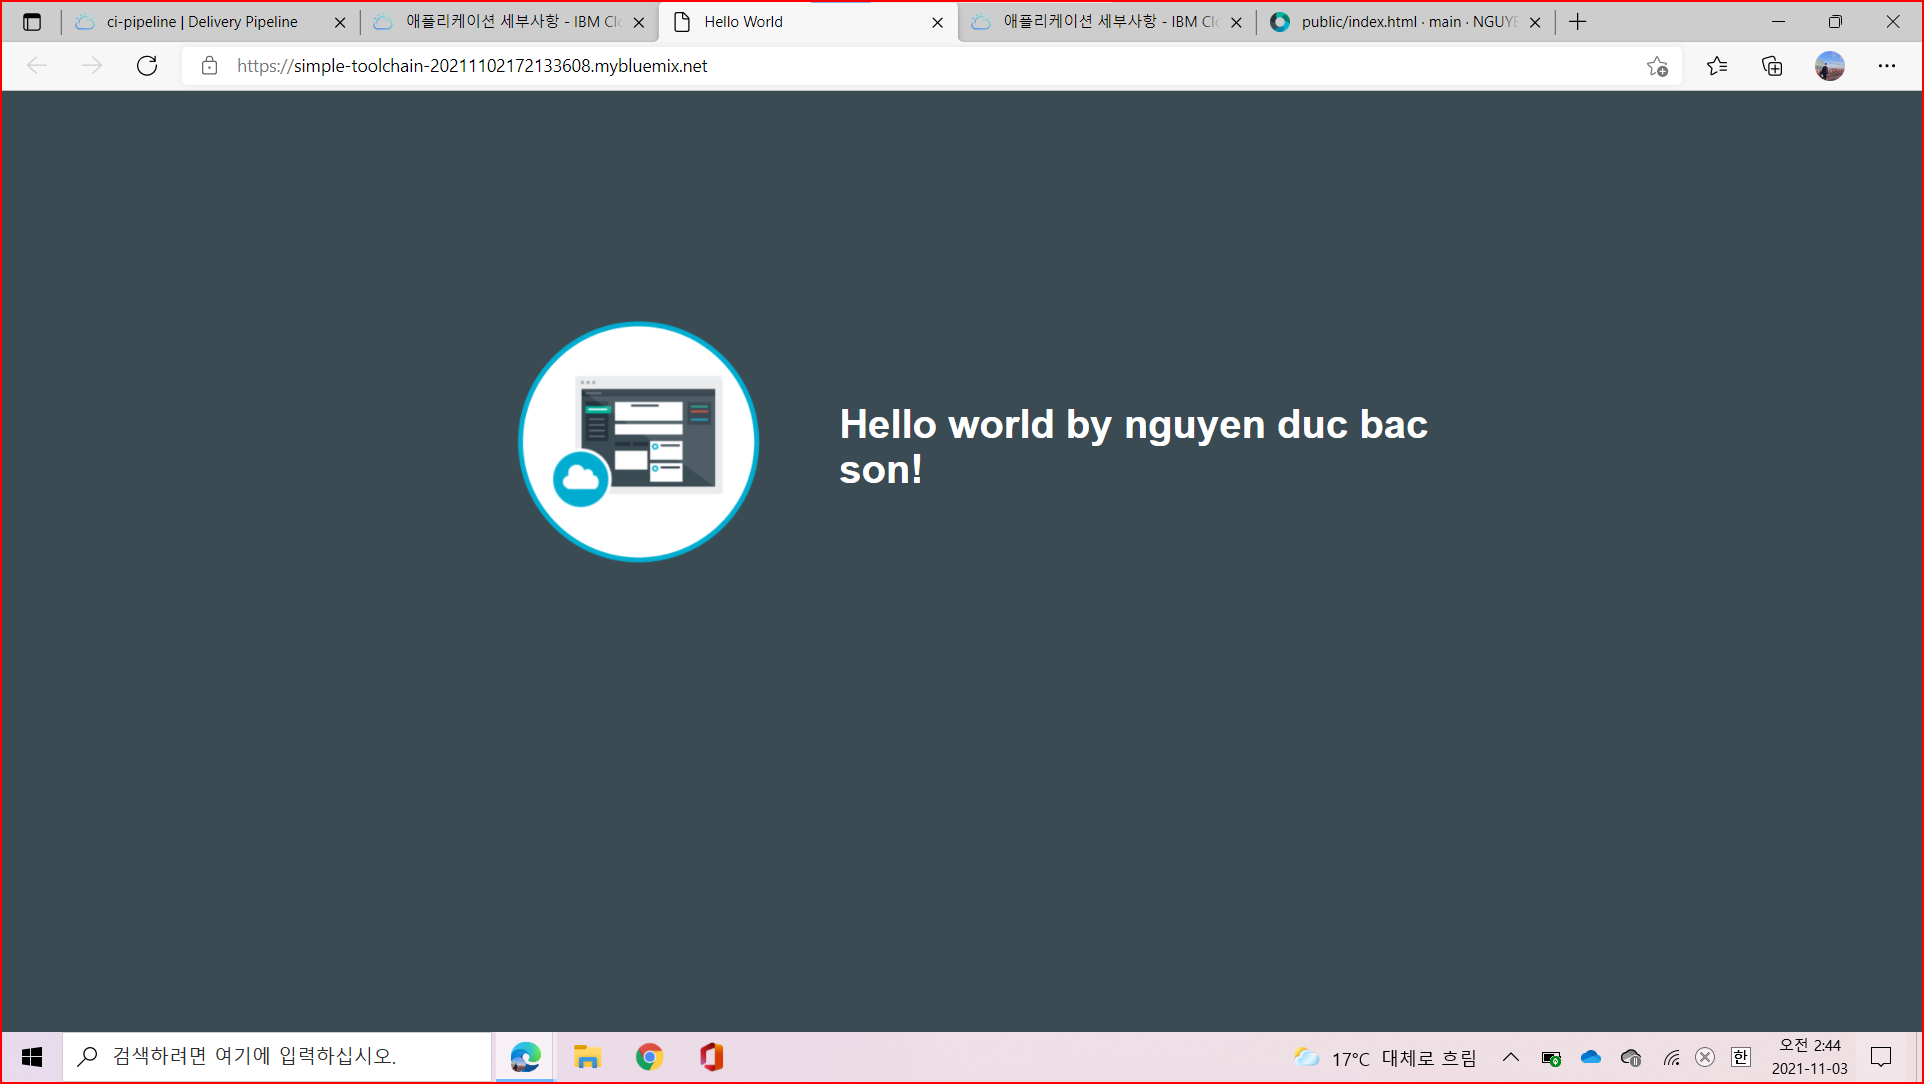 ci-pipeline | Delivery Pipeline
애플리케이션 세부사항 - IBM Clo
Hello World
애플리케이션 세부사항 - IBM Clo
public/index.html · main · NGUYE
https://simple-toolchain-20211102172133608.mybluemix.net
Hello world by nguyen duc bac
son!
검색하려면 여기에 입력하십시오.
17°C 대체로 흐림
한
오전 2:44
2021-11-03